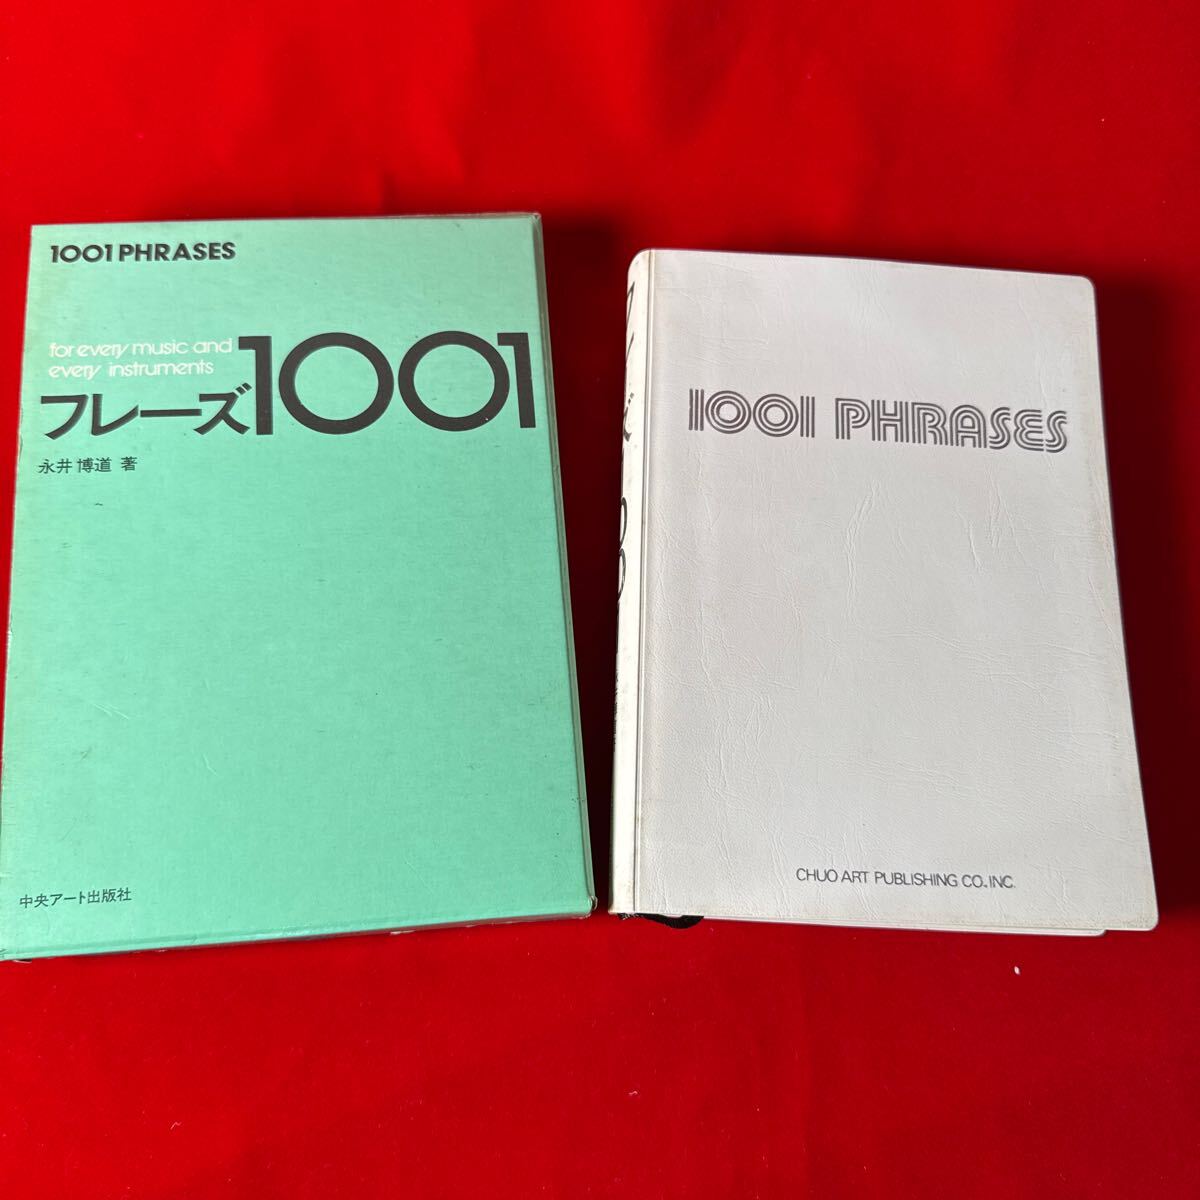 1001 PHRASES
for every music and
every instruments
フレーズ1001
永井博道 著
中央アート出版社
1001 PHRASES
CHUO ART PUBLISHING CO., INC.